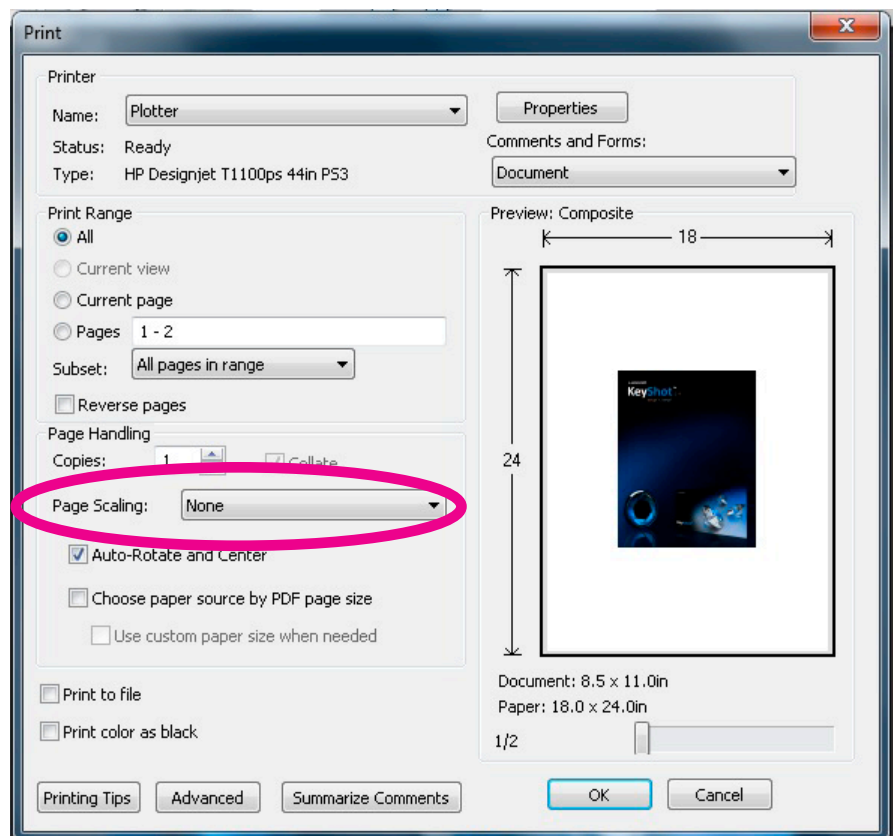 Print
Printer
Name: Plotter
Properties
Status: Ready
Comments and Forms:
Type: HP Designjet T1100ps 44in PS3
Document
Print Range
All
Current view
Current page
Pages 1 - 2
Subset: All pages in range
Reverse pages
Preview: Composite
18
24
KeyShot
Page Handling
Copies: 1 Collate
Page Scaling: None
Auto-Rotate and Center
Choose paper source by PDF page size
Use custom paper size when needed
Document: 8.5 x 11.0in
Paper: 18.0 x 24.0in
1/2
Print to file
Print color as black
Printing Tips Advanced Summarize Comments OK Cancel